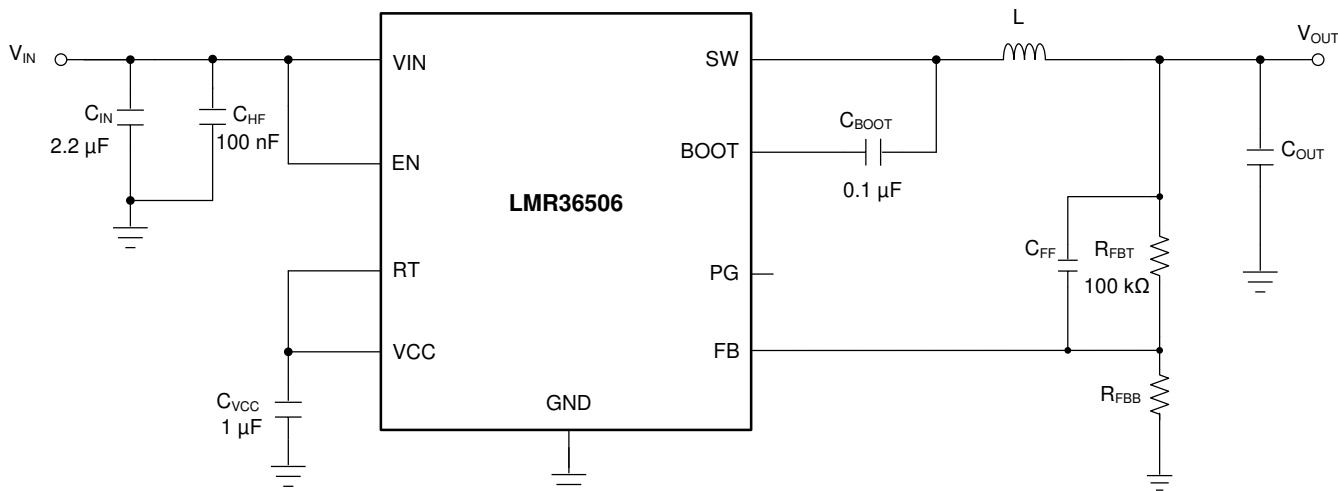 L
V_OUT
V_IN
VIN
SW
C_IN
2.2 µF
C_HF
100 nF
C_BOOT
0.1 µF
EN
BOOT
C_OUT
LMR36506
RT
PG
C_FF
R_FBT
100 kΩ
VCC
FB
C_VCC
1 µF
GND
R_FBB